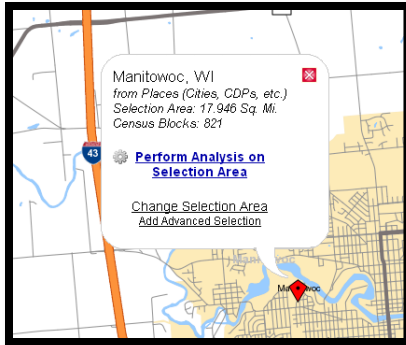 Manitowoc, WI
from Places (Cities, CDPs, etc.)
Selection Area: 17.946 Sq. Mi.
Census Blocks: 821
43
Perform Analysis on
Selection Area
Change Selection Area
Add Advanced Selection